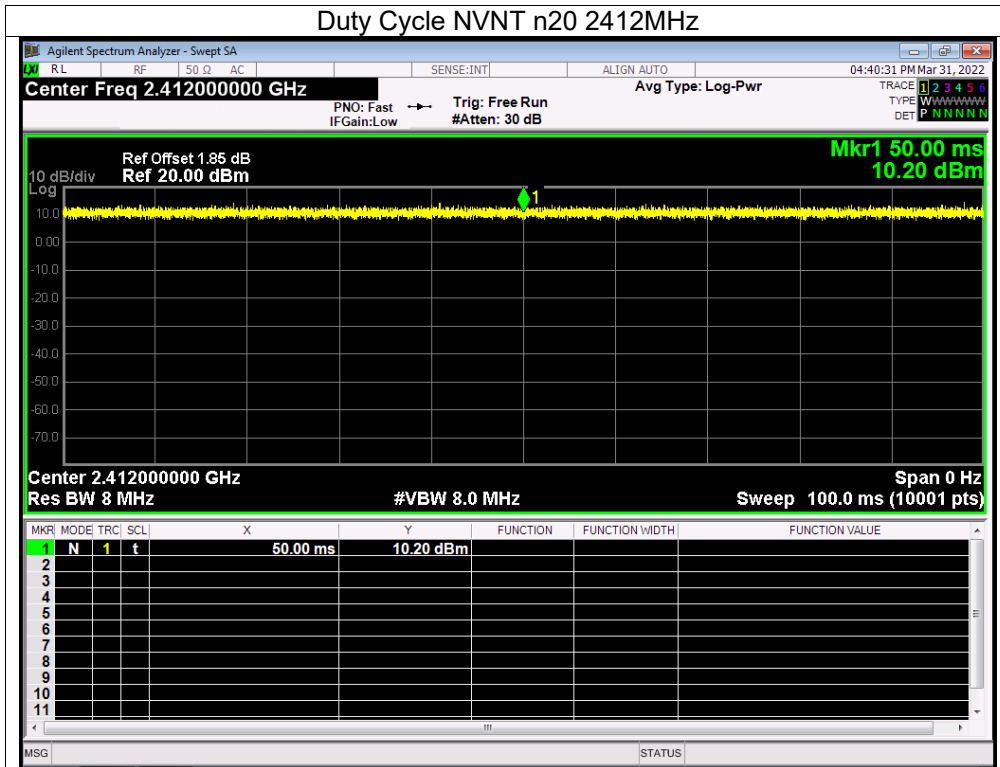 Duty Cycle NVNT n20 2412MHz
Agilent Spectrum Analyzer - Swept SA
LXI RL RF 50 Ω AC SENSE:INT ALIGN AUTO 04:40:31 PM Mar 31, 2022
Center Freq 2.412000000 GHz Avg Type: Log-Pwr TRACE 1 2 3 4 5 6
PNO: Fast Trig: Free Run TYPE WWWWWWW
IFGain:Low #Atten: 30 dB DET P N N N N N
Mkr1 50.00 ms
Ref Offset 1.85 dB
10 dB/div Ref 20.00 dBm 10.20 dBm
Log
1
10.0
0.00
-10.0
-20.0
-30.0
-40.0
-50.0
-60.0
-70.0
Center 2.412000000 GHz Span 0 Hz
Res BW 8 MHz #VBW 8.0 MHz Sweep 100.0 ms (10001 pts)
MKR MODE TRC SCL X Y FUNCTION FUNCTION WIDTH FUNCTION VALUE
1 N 1 t 50.00 ms 10.20 dBm
2
3
4
5
6
7
8
9
10
11
MSG STATUS